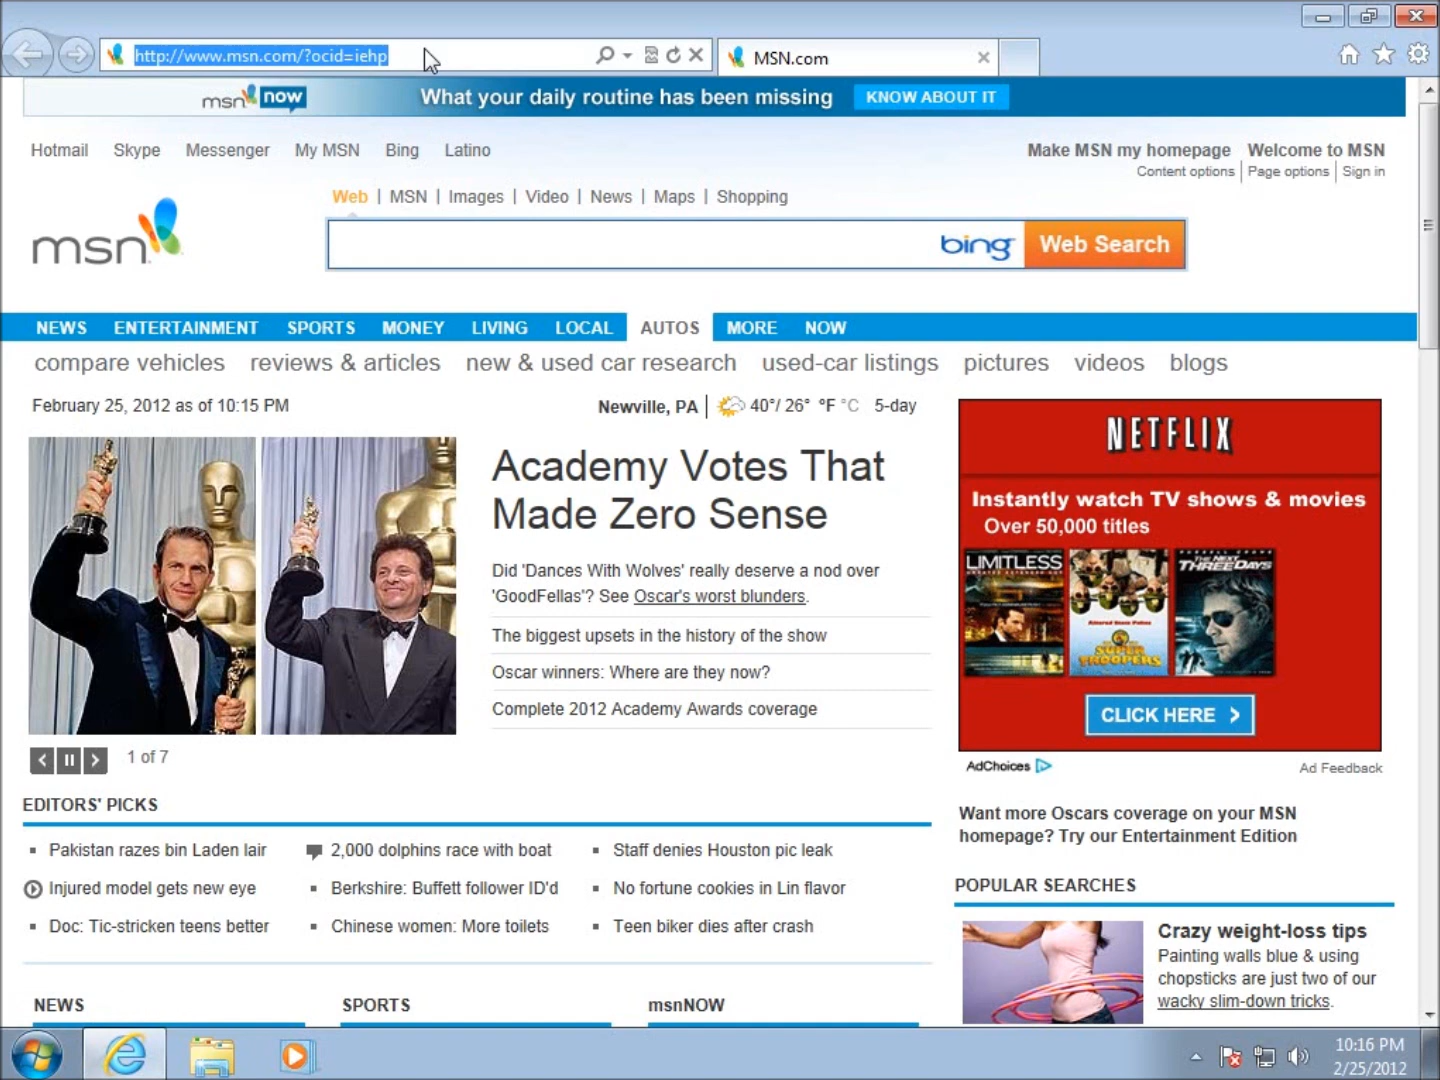 http://www.msn.com/?ocid=iehp
MSN.com
msn now
What your daily routine has been missing
KNOW ABOUT IT
Hotmail Skype Messenger My MSN Bing Latino
Make MSN my homepage Welcome to MSN
Content options | Page options | Sign in
Web | MSN | Images | Video | News | Maps | Shopping
msn
bing
Web Search
NEWS ENTERTAINMENT SPORTS MONEY LIVING LOCAL AUTOS MORE NOW
compare vehicles reviews & articles new & used car research used-car listings pictures videos blogs
February 25, 2012 as of 10:15 PM
Newville, PA | 40°/ 26° °F °C 5-day
Academy Votes That
Made Zero Sense
Did 'Dances With Wolves' really deserve a nod over
'GoodFellas'? See Oscar's worst blunders.
The biggest upsets in the history of the show
Oscar winners: Where are they now?
Complete 2012 Academy Awards coverage
1 of 7
NETFLIX
Instantly watch TV shows & movies
Over 50,000 titles
LIMITLESS
SUPER
TROOPERS
THE NEXT
THREE DAYS
CLICK HERE
AdChoices
Ad Feedback
EDITORS' PICKS
Pakistan razes bin Laden lair
2,000 dolphins race with boat
Staff denies Houston pic leak
Injured model gets new eye
Berkshire: Buffett follower ID'd
No fortune cookies in Lin flavor
Doc: Tic-stricken teens better
Chinese women: More toilets
Teen biker dies after crash
Want more Oscars coverage on your MSN
homepage? Try our Entertainment Edition
POPULAR SEARCHES
Crazy weight-loss tips
Painting walls blue & using
chopsticks are just two of our
wacky slim-down tricks.
NEWS
SPORTS
msnNOW
10:16 PM
2/25/2012